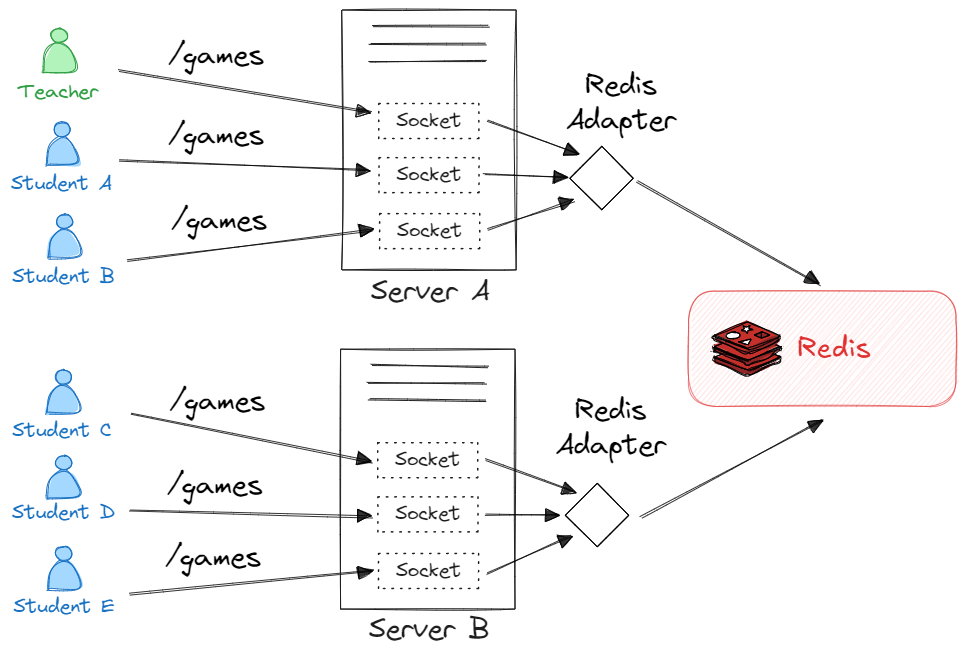 /games
Teacher
Socket
Redis
Adapter
/games
Student A
Socket
/games
Student B
Socket
Server A
Redis
/games
Student C
Socket
Redis
Adapter
/games
Student D
Socket
/games
Student E
Socket
Server B